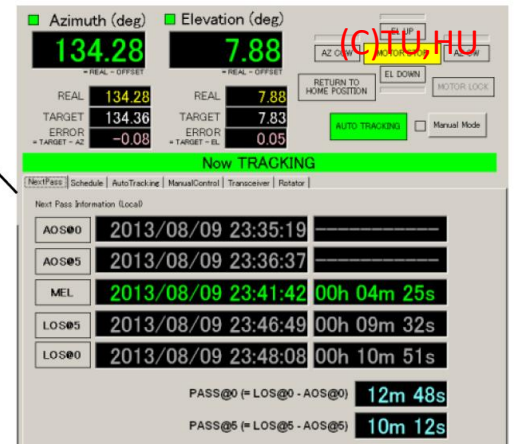 Azimuth (deg) Elevation (deg)
134.28 7.88
= REAL - OFFSET = REAL - OFFSET
(C)TU,HU
EL UP
AZ CCW MOTOR STOP AZ CW
RETURN TO HOME POSITION EL DOWN MOTOR LOCK
REAL 134.28 REAL 7.88
TARGET 134.36 TARGET 7.83
ERROR -0.08 ERROR 0.05
= TARGET - AZ = TARGET - EL
AUTO TRACKING Manual Mode
Now TRACKING
NextPass Schedule AutoTracking ManualControl Transceiver Rotator
Next Pass Information (Local)
AOS@0 2013/08/09 23:35:19 -----------
AOS@5 2013/08/09 23:36:37 -----------
MEL 2013/08/09 23:41:42 00h 04m 25s
LOS@5 2013/08/09 23:46:49 00h 09m 32s
LOS@0 2013/08/09 23:48:08 00h 10m 51s
PASS@0 (= LOS@0 - AOS@0) 12m 48s
PASS@5 (= LOS@5 - AOS@5) 10m 12s